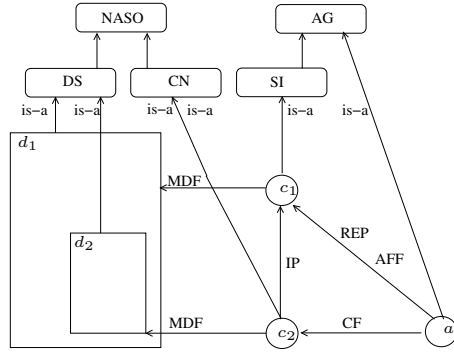 NASO
AG
DS
CN
SI
is-a
is-a
is-a
is-a
is-a
d1
MDF
c1
d2
REP
AFF
IP
MDF
c2
CF
a